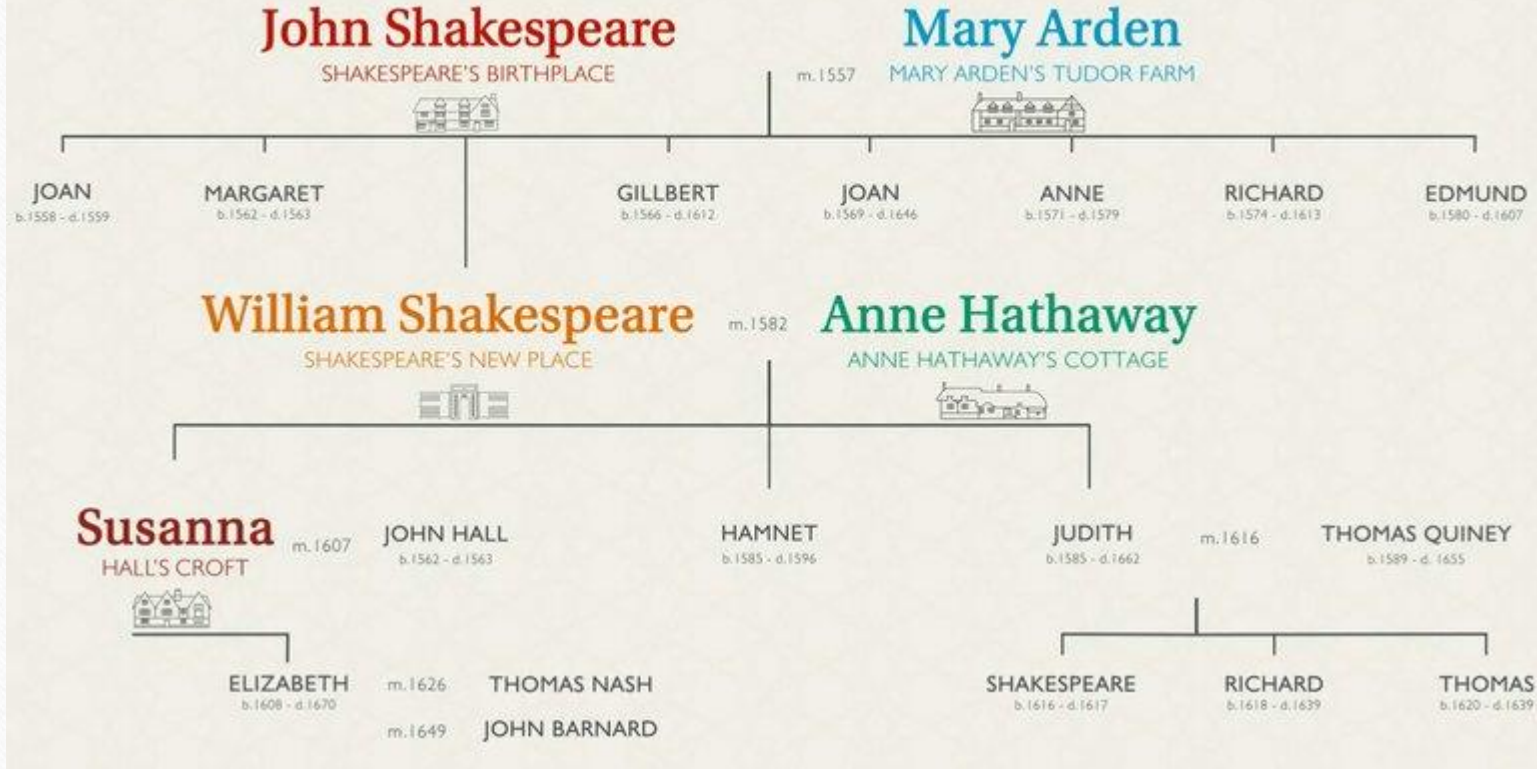 John Shakespeare
Mary Arden
SHAKESPEARE'S BIRTHPLACE
m.1557
MARY ARDEN'S TUDOR FARM
JOAN
b.1558 - d.1559
MARGARET
b.1562 - d.1563
GILLBERT
b.1566 - d.1612
JOAN
b.1569 - d.1646
ANNE
b.1571 - d.1579
RICHARD
b.1574 - d.1613
EDMUND
b.1580 - d.1607
William Shakespeare
m.1582
Anne Hathaway
SHAKESPEARE'S NEW PLACE
ANNE HATHAWAY'S COTTAGE
Susanna
HALL'S CROFT
m.1607
JOHN HALL
b.1562 - d.1563
HAMNET
b.1585 - d.1596
JUDITH
b.1585 - d.1662
m.1616
THOMAS QUINEY
b.1589 - d. 1655
ELIZABETH
b.1608 - d.1670
m.1626
THOMAS NASH
m.1649
JOHN BARNARD
SHAKESPEARE
b.1616 - d.1617
RICHARD
b.1618 - d.1639
THOMAS
b.1620 - d.1639